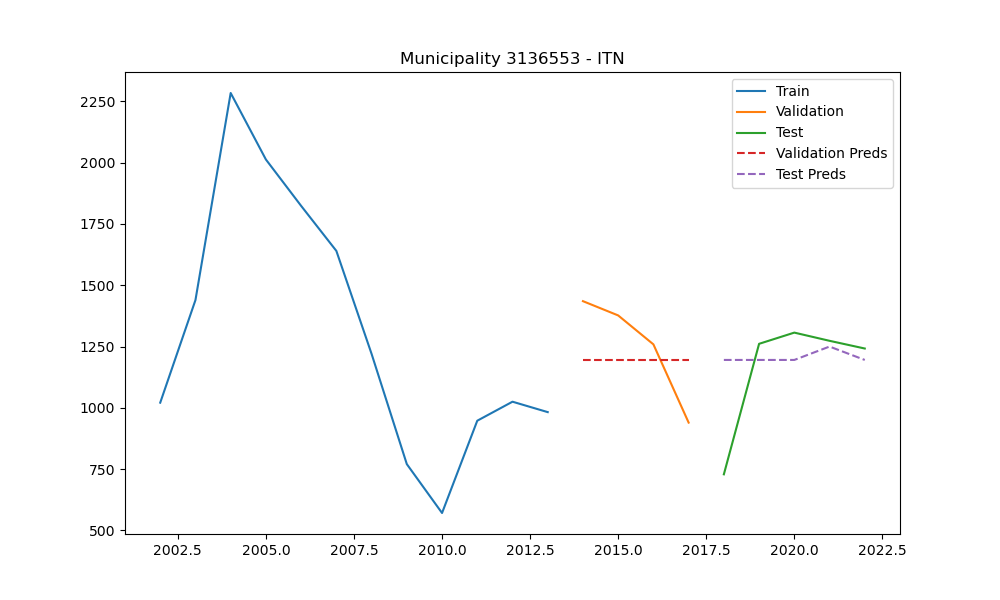 Municipality 3136553 - ITN
Train
Validation
Test
Validation Preds
Test Preds
2250
2000
1750
1500
1250
1000
750
500
2002.5 2005.0 2007.5 2010.0 2012.5 2015.0 2017.5 2020.0 2022.5